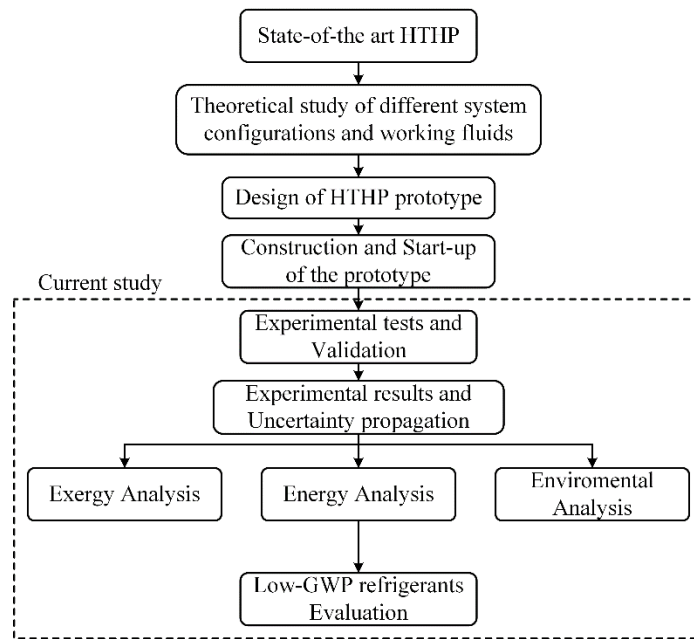 State-of-the art HTHP
Theoretical study of different system
configurations and working fluids
Design of HTHP prototype
Construction and Start-up
of the prototype
Current study
Experimental tests and
Validation
Experimental results and
Uncertainty propagation
Exergy Analysis
Energy Analysis
Enviromental
Analysis
Low-GWP refrigerants
Evaluation